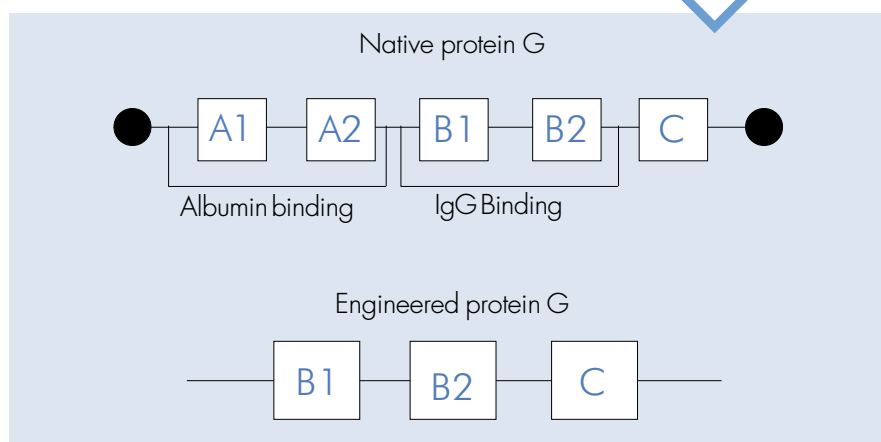 Native protein G
A1 A2 B1 B2 C
Albumin binding IgG Binding
Engineered protein G
B1 B2 C